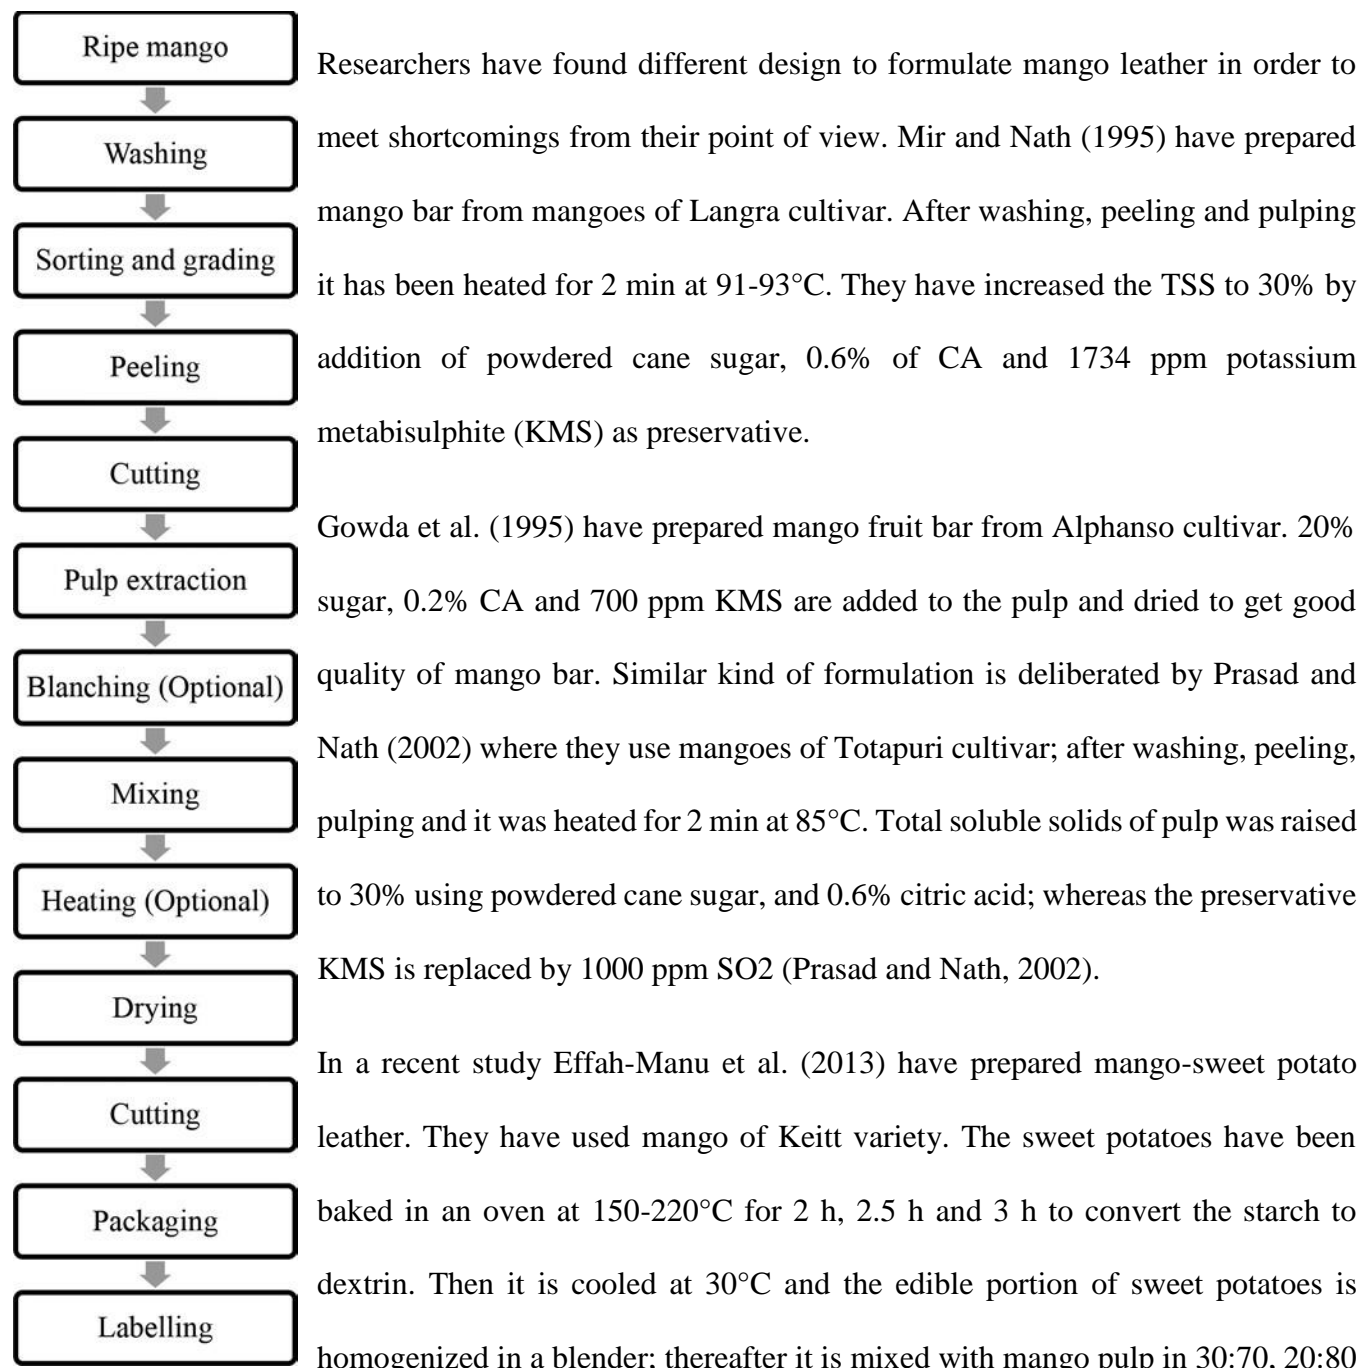 Ripe mango
Washing
Sorting and grading
Peeling
Cutting
Pulp extraction
Blanching (Optional)
Mixing
Heating (Optional)
Drying
Cutting
Packaging
Labelling
Researchers have found different design to formulate mango leather in order to
meet shortcomings from their point of view. Mir and Nath (1995) have prepared
mango bar from mangoes of Langra cultivar. After washing, peeling and pulping
it has been heated for 2 min at 91-93°C. They have increased the TSS to 30% by
addition of powdered cane sugar, 0.6% of CA and 1734 ppm potassium
metabisulphite (KMS) as preservative.
Gowda et al. (1995) have prepared mango fruit bar from Alphanso cultivar. 20%
sugar, 0.2% CA and 700 ppm KMS are added to the pulp and dried to get good
quality of mango bar. Similar kind of formulation is deliberated by Prasad and
Nath (2002) where they use mangoes of Totapuri cultivar; after washing, peeling,
pulping and it was heated for 2 min at 85°C. Total soluble solids of pulp was raised
to 30% using powdered cane sugar, and 0.6% citric acid; whereas the preservative
KMS is replaced by 1000 ppm SO2 (Prasad and Nath, 2002).
In a recent study Effah-Manu et al. (2013) have prepared mango-sweet potato
leather. They have used mango of Keitt variety. The sweet potatoes have been
baked in an oven at 150-220°C for 2 h, 2.5 h and 3 h to convert the starch to
dextrin. Then it is cooled at 30°C and the edible portion of sweet potatoes is
homogenized in a blender; thereafter it is mixed with mango pulp in 30:70, 20:80